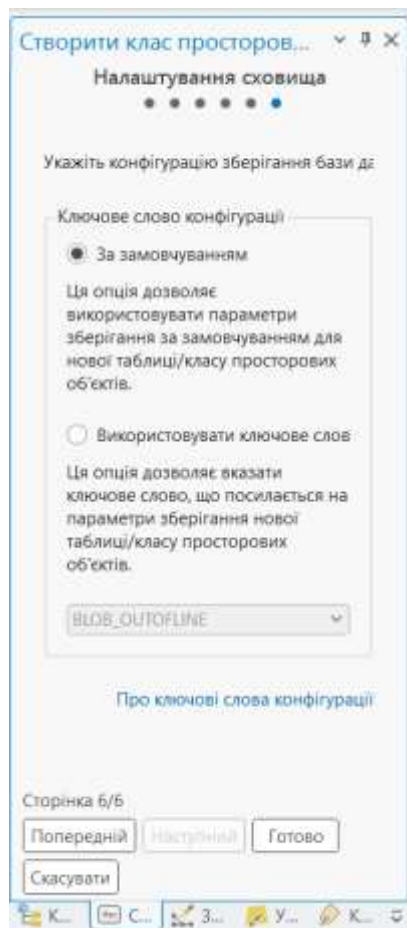 Створити клас просторов...
Налаштування сховища
Укажіть конфігурацію зберігання бази да
Ключове слово конфігурації
За замовчуванням
Ця опція дозволяє
використовувати параметри
зберігання за замовчуванням для
нової таблиці/класу просторових
об'єктів.
Використовувати ключове слов
Ця опція дозволяє вказати
ключове слово, що посилається на
параметри зберігання нової
таблиці/класу просторових
об'єктів.
BLOB_OUTOFLINE
Про ключові слова конфігурації
Сторінка 6/6
Попередній Наступний Готово
Скасувати
К... С... З... У... К...